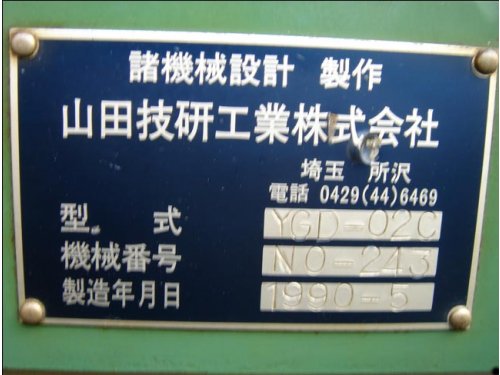 諸機械設計 製作
山田技研工業株式会社
埼玉 所沢
電話 0429(44)6469
型. 式 YGD-02C
機械番号 NO-243
製造年月日 1990-5